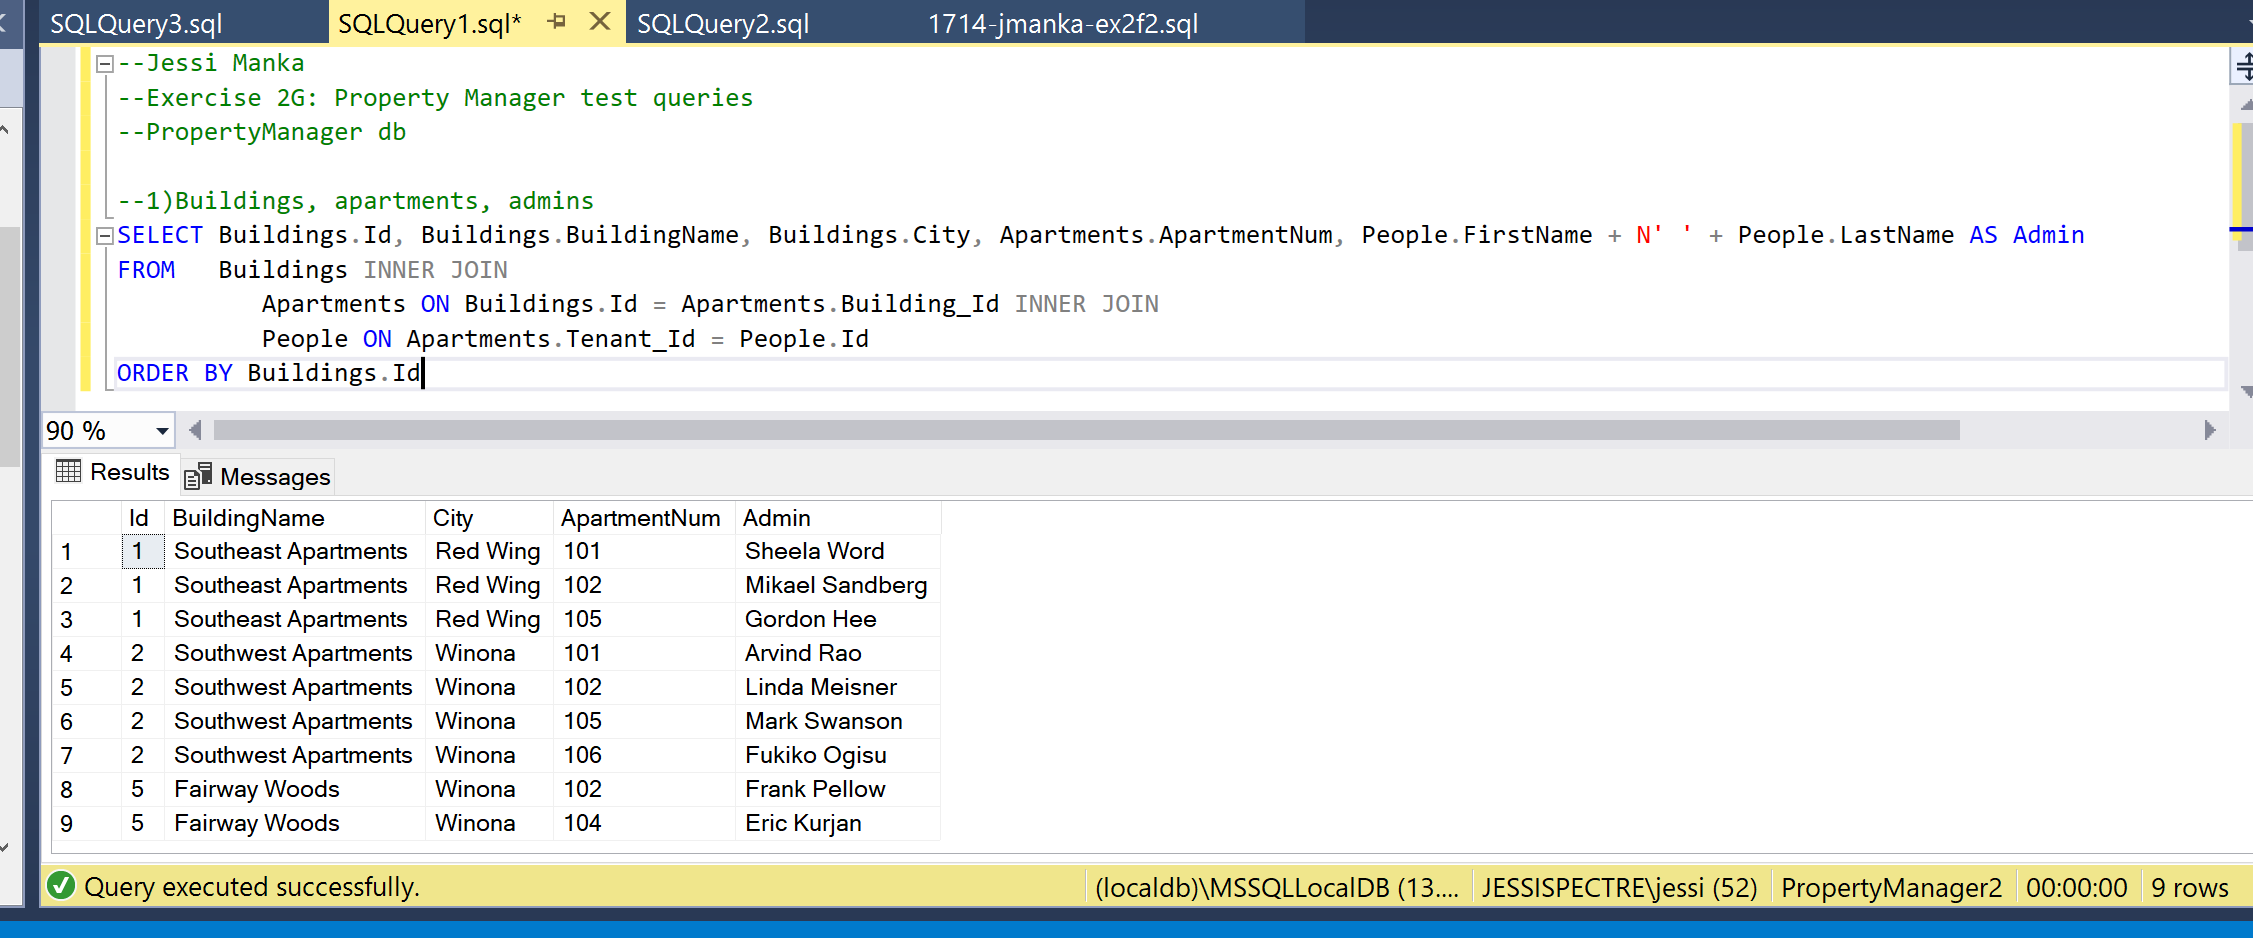 SQLQuery3.sql SQLQuery1.sql* SQLQuery2.sql 1714-jmanka-ex2f2.sql
--Jessi Manka
--Exercise 2G: Property Manager test queries
--PropertyManager db
--1)Buildings, apartments, admins
SELECT Buildings.Id, Buildings.BuildingName, Buildings.City, Apartments.ApartmentNum, People.FirstName + N' ' + People.LastName AS Admin
FROM Buildings INNER JOIN
Apartments ON Buildings.Id = Apartments.Building_Id INNER JOIN
People ON Apartments.Tenant_Id = People.Id
ORDER BY Buildings.Id
90 %
Results Messages
Id BuildingName City ApartmentNum Admin
1 1 Southeast Apartments Red Wing 101 Sheela Word
2 1 Southeast Apartments Red Wing 102 Mikael Sandberg
3 1 Southeast Apartments Red Wing 105 Gordon Hee
4 2 Southwest Apartments Winona 101 Arvind Rao
5 2 Southwest Apartments Winona 102 Linda Meisner
6 2 Southwest Apartments Winona 105 Mark Swanson
7 2 Southwest Apartments Winona 106 Fukiko Ogisu
8 5 Fairway Woods Winona 102 Frank Pellow
9 5 Fairway Woods Winona 104 Eric Kurjan
Query executed successfully. (localdb)\MSSQLLocalDB (13.... JESSISPECTRE\jessi (52) PropertyManager2 00:00:00 9 rows